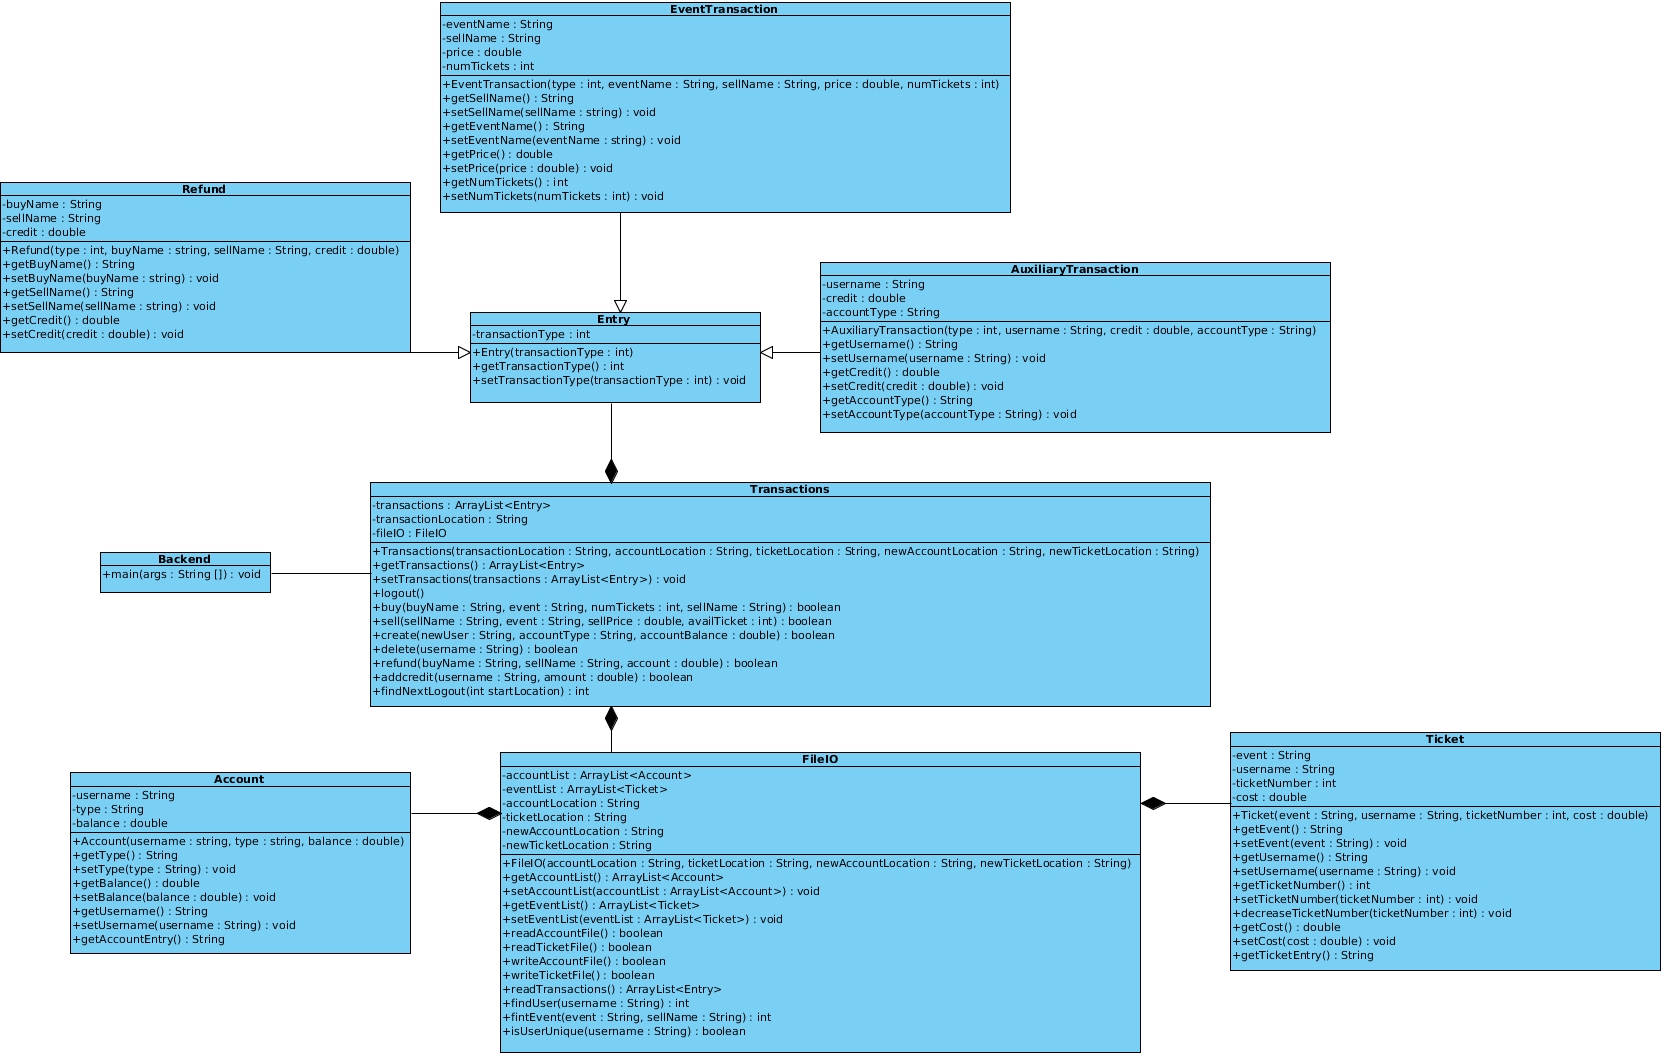 EventTransaction
-eventName : String
-sellName : String
-price : double
-numTickets : int
+EventTransaction(type : int, eventName : String, sellName : String, price : double, numTickets : int)
+getSellName() : String
+setSellName(sellName : string) : void
+getEventName() : String
+setEventName(eventName : string) : void
+getPrice() : double
+setPrice(price : double) : void
+getNumTickets() : int
+setNumTickets(numTickets : int) : void
Refund
-buyName : String
-sellName : String
-credit : double
+Refund(type : int, buyName : string, sellName : String, credit : double)
+getBuyName() : String
+setBuyName(buyName : string) : void
+getSellName() : String
+setSellName(sellName : string) : void
+getCredit() : double
+setCredit(credit : double) : void
AuxiliaryTransaction
-username : String
-credit : double
-accountType : String
+AuxiliaryTransaction(type : int, username : String, credit : double, accountType : String)
+getUsername() : String
+setUsername(username : String) : void
+getCredit() : double
+setCredit(credit : double) : void
+getAccountType() : String
+setAccountType(accountType : String) : void
Entry
-transactionType : int
+Entry(transactionType : int)
+getTransactionType() : int
+setTransactionType(transactionType : int) : void
Transactions
-transactions : ArrayList<Entry>
-transactionLocation : String
-fileIO : FileIO
+Transactions(transactionLocation : String, accountLocation : String, ticketLocation : String, newAccountLocation : String, newTicketLocation : String)
+getTransactions() : ArrayList<Entry>
+setTransactions(transactions : ArrayList<Entry>) : void
+logout()
+buy(buyName : String, event : String, numTickets : int, sellName : String) : boolean
+sell(sellName : String, event : String, sellPrice : double, availTicket : int) : boolean
+create(newUser : String, accountType : String, accountBalance : double) : boolean
+delete(username : String) : boolean
+refund(buyName : String, sellName : String, account : double) : boolean
+addcredit(username : String, amount : double) : boolean
+findNextLogout(int startLocation) : int
Backend
+main(args : String []) : void
Account
-username : String
-type : String
-balance : double
+Account(username : string, type : string, balance : double)
+getType() : String
+setType(type : String) : void
+getBalance() : double
+setBalance(balance : double) : void
+getUsername() : String
+setUsername(username : String) : void
+getAccountEntry() : String
FileIO
-accountList : ArrayList<Account>
-eventList : ArrayList<Ticket>
-accountLocation : String
-ticketLocation : String
-newAccountLocation : String
-newTicketLocation : String
+FileIO(accountLocation : String, ticketLocation : String, newAccountLocation : String, newTicketLocation : String)
+getAccountList() : ArrayList<Account>
+setAccountList(accountList : ArrayList<Account>) : void
+getEventList() : ArrayList<Ticket>
+setEventList(eventList : ArrayList<Ticket>) : void
+readAccountFile() : boolean
+readTicketFile() : boolean
+writeAccountFile() : boolean
+writeTicketFile() : boolean
+readTransactions() : ArrayList<Entry>
+findUser(username : String) : int
+fintEvent(event : String, sellName : String) : int
+isUserUnique(username : String) : boolean
Ticket
-event : String
-username : String
-ticketNumber : int
-cost : double
+Ticket(event : String, username : String, ticketNumber : int, cost : double)
+getEvent() : String
+setEvent(event : String) : void
+getUsername() : String
+setUsername(username : String) : void
+getTicketNumber() : int
+setTicketNumber(ticketNumber : int) : void
+decreaseTicketNumber(ticketNumber : int) : void
+getCost() : double
+setCost(cost : double) : void
+getTicketEntry() : String